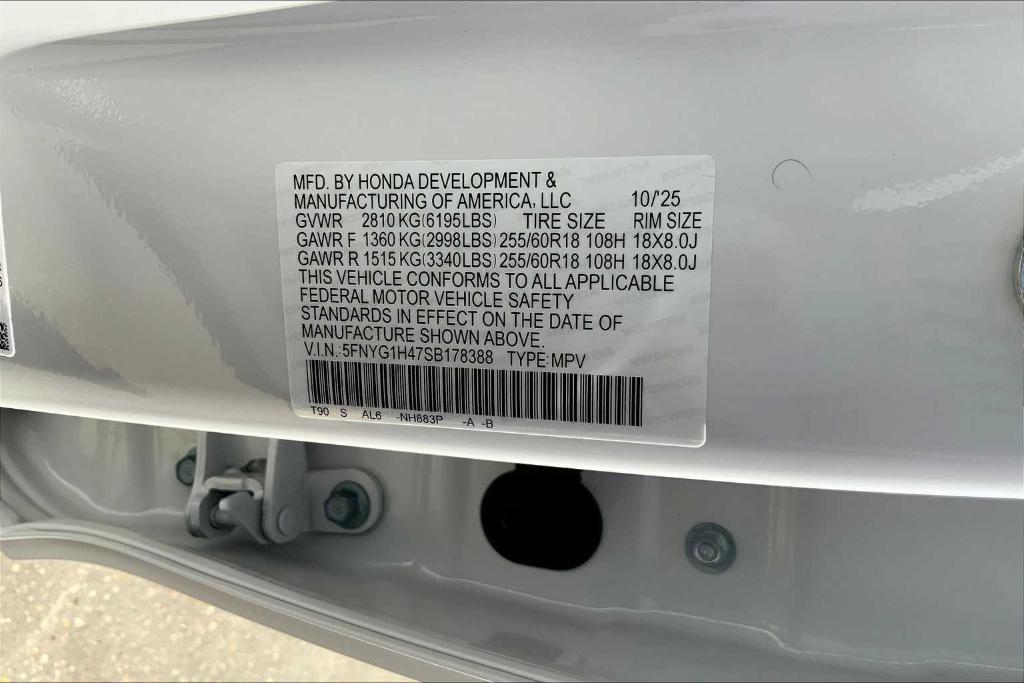 MFD. BY HONDA DEVELOPMENT &
MANUFACTURING OF AMERICA, LLC 10/'25
GVWR 2810 KG(6195LBS) TIRE SIZE RIM SIZE
GAWR F 1360 KG(2998LBS) 255/60R18 108H 18X8.0J
GAWR R 1515 KG(3340LBS) 255/60R18 108H 18X8.0J
THIS VEHICLE CONFORMS TO ALL APPLICABLE
FEDERAL MOTOR VEHICLE SAFETY
STANDARDS IN EFFECT ON THE DATE OF
MANUFACTURE SHOWN ABOVE.
V.I.N.:5FNYG1H47SB178388 TYPE:MPV
T90 S AL6 -NH883P -A -B